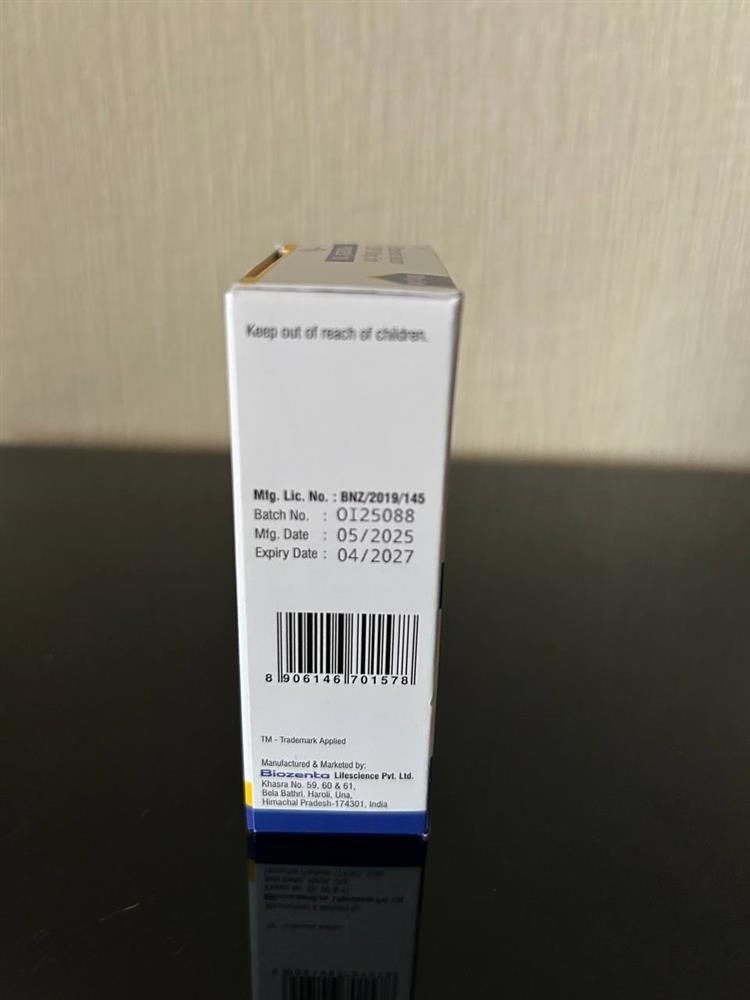 Keep out of reach of children.
Mfg. Lic. No. : BNZ/2019/145
Batch No. : OI25088
Mfg. Date : 05/2025
Expiry Date : 04/2027
8 906146 701578
TM - Trademark Applied
Manufactured & Marketed by:
Biozenta Lifescience Pvt. Ltd.
Khasra No. 59, 60 & 61,
Bela Bathri, Haroli, Una,
Himachal Pradesh-174301, India